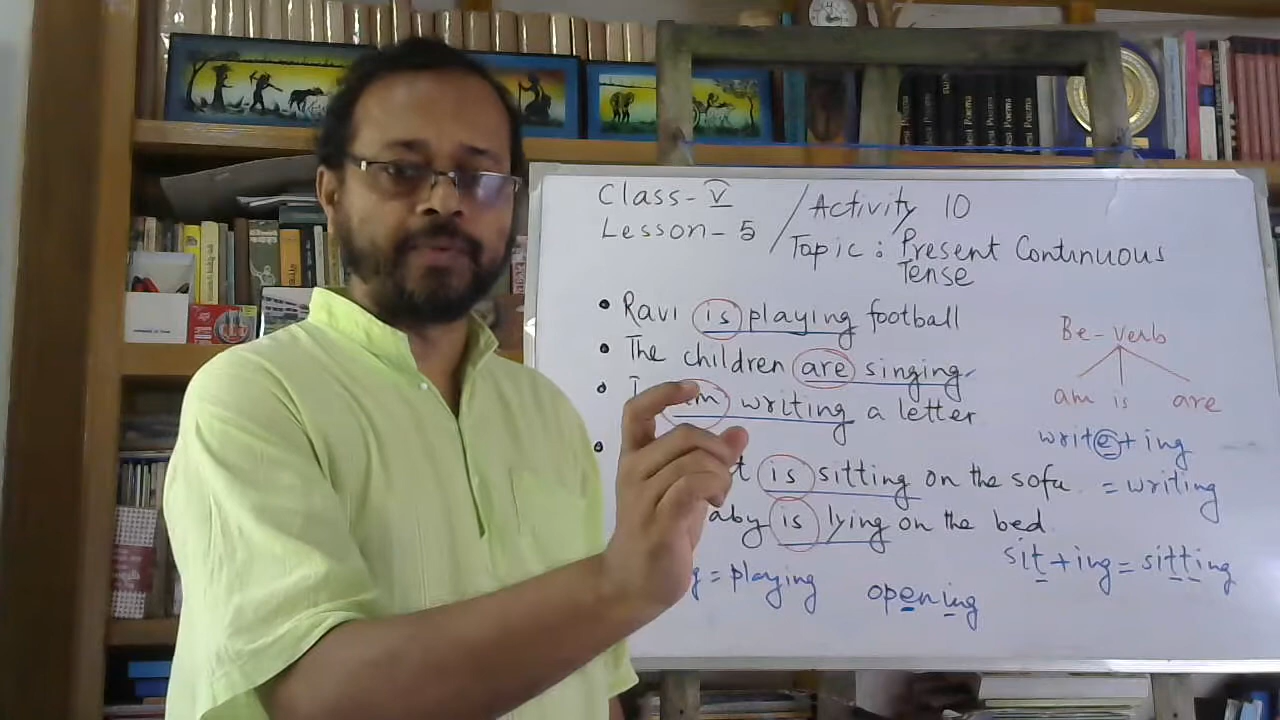 Class-V
Lesson-5
/ Activity 10
Topic : Present Continuous
Tense
• Ravi is playing football
• The children are singing.
• I am writing a letter
• is sitting on the sofa
is lying on the bed
= playing
opening
Be-verb
am is are
write+ing
= writing
sit+ing = sitting